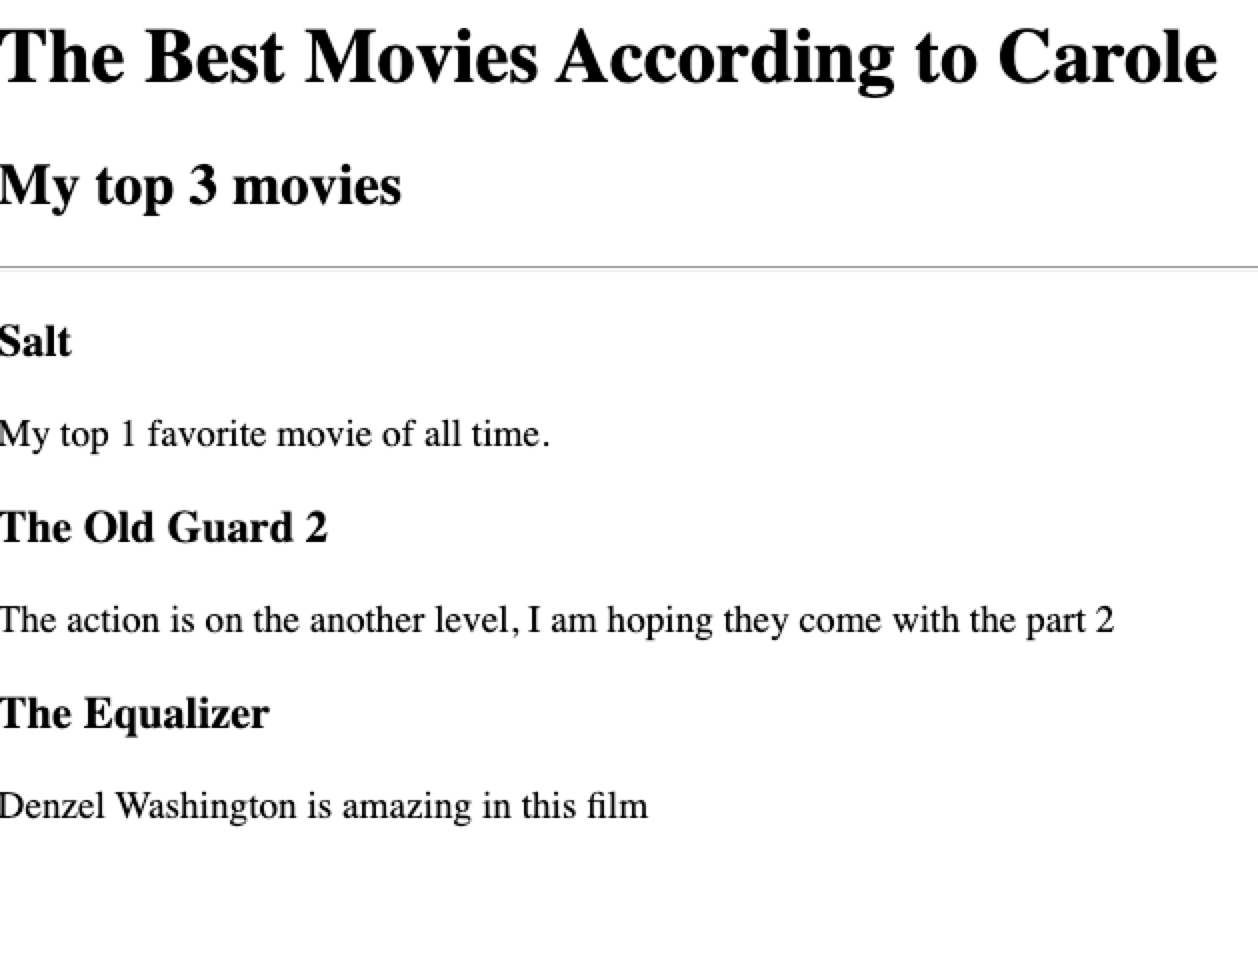 The Best Movies According to Carole
My top 3 movies
Salt
My top 1 favorite movie of all time.
The Old Guard 2
The action is on the another level, I am hoping they come with the part 2
The Equalizer
Denzel Washington is amazing in this film